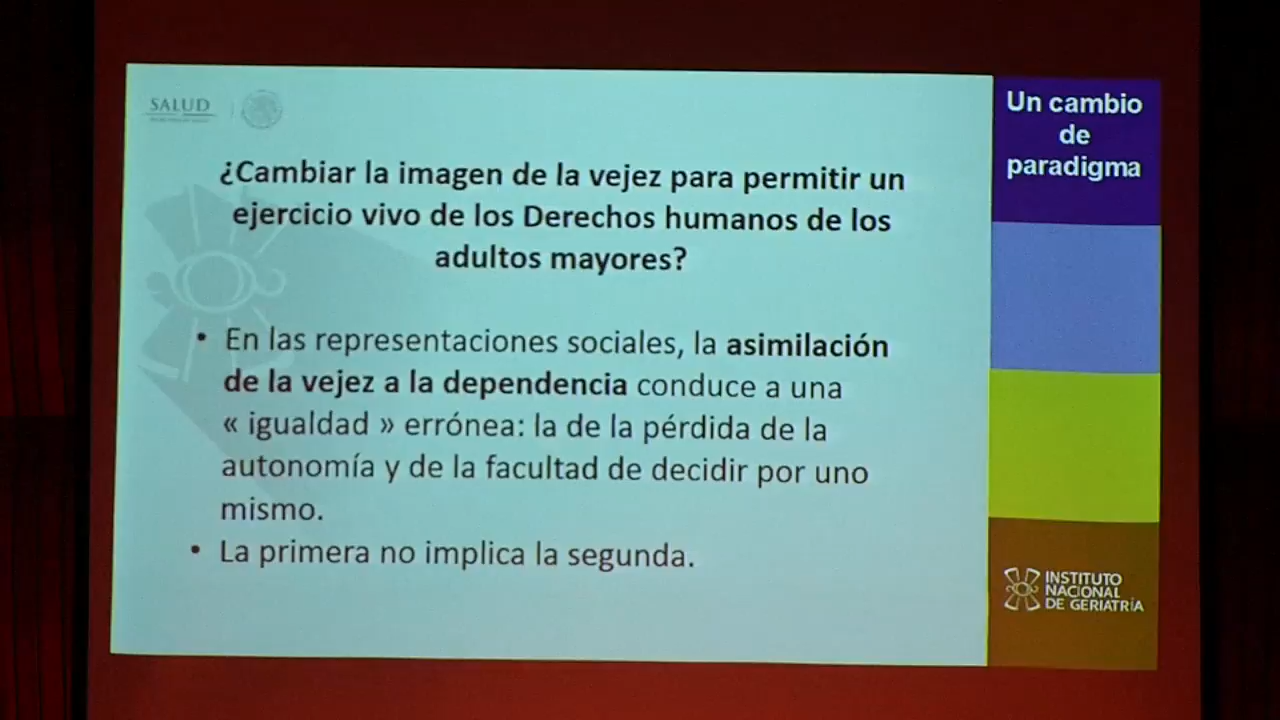 SALUD
¿Cambiar la imagen de la vejez para permitir un
ejercicio vivo de los Derechos humanos de los
adultos mayores?
• En las representaciones sociales, la asimilación
de la vejez a la dependencia conduce a una
« igualdad » errónea: la de la pérdida de la
autonomía y de la facultad de decidir por uno
mismo.
• La primera no implica la segunda.
Un cambio
de
paradigma
INSTITUTO
NACIONAL
DE GERIATRÍA